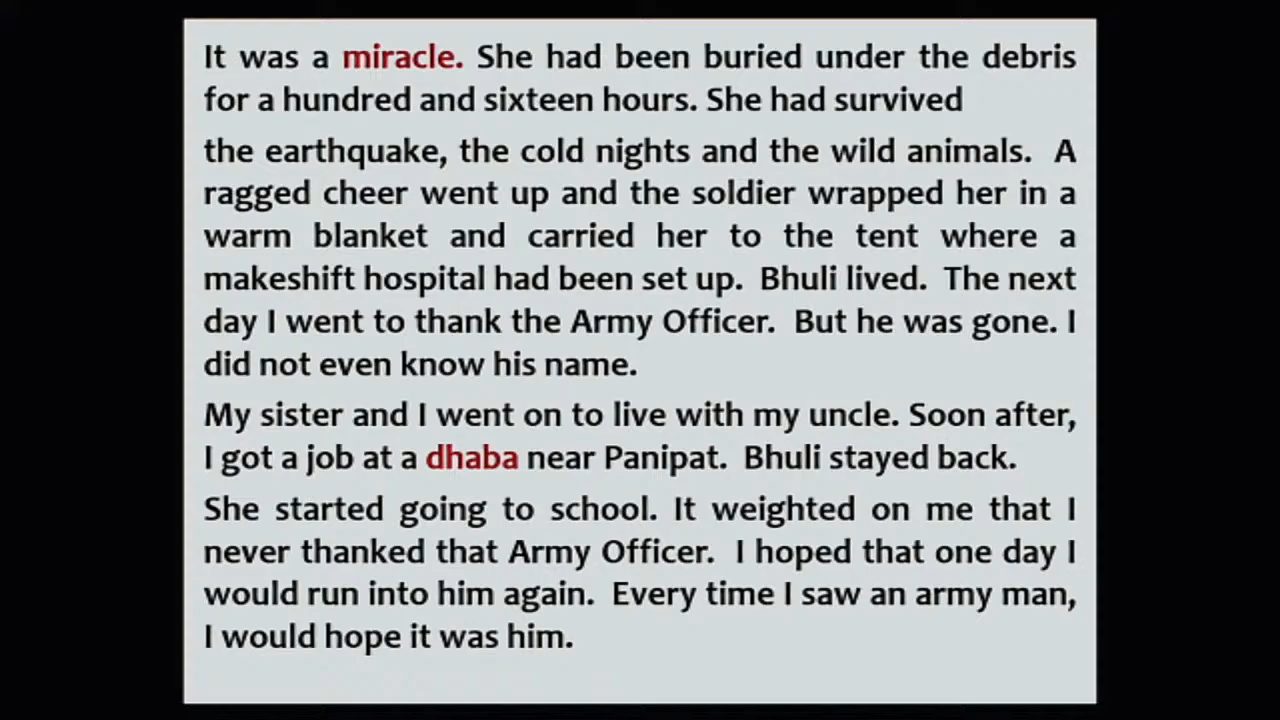 It was a miracle. She had been buried under the debris
for a hundred and sixteen hours. She had survived
the earthquake, the cold nights and the wild animals. A
ragged cheer went up and the soldier wrapped her in a
warm blanket and carried her to the tent where a
makeshift hospital had been set up. Bhuli lived. The next
day I went to thank the Army Officer. But he was gone. I
did not even know his name.
My sister and I went on to live with my uncle. Soon after,
I got a job at a dhaba near Panipat. Bhuli stayed back.
She started going to school. It weighted on me that I
never thanked that Army Officer. I hoped that one day I
would run into him again. Every time I saw an army man,
I would hope it was him.